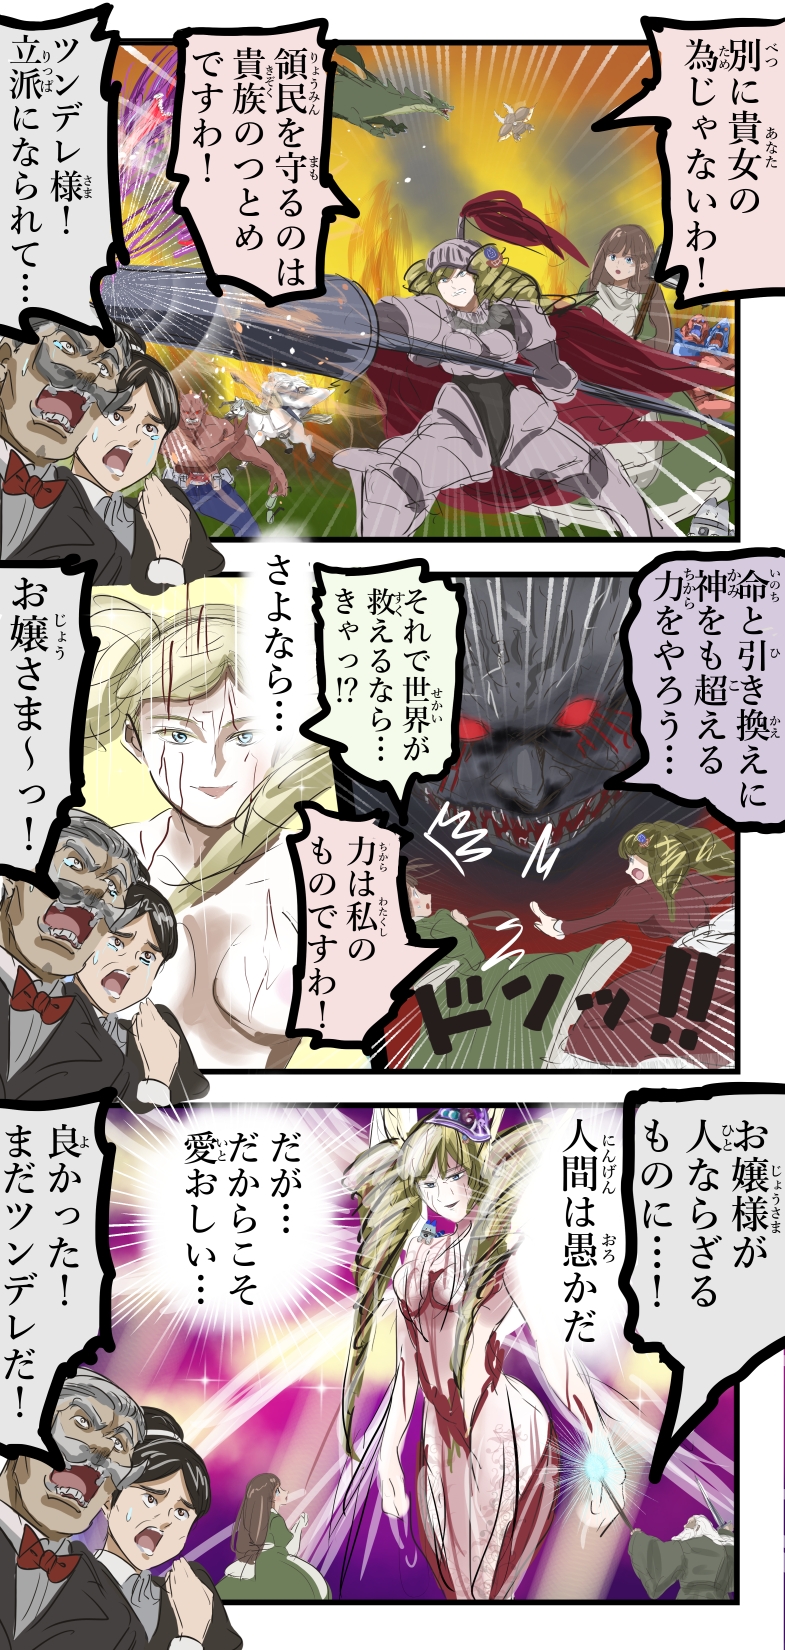 別に貴女の
為じゃないわ！
領民を守るのは
貴族のつとめ
ですわ！
ツンデレ様！
立派になられて…
命と引き換えに
神をも超える
力をやろう…
それで世界が
救えるなら…
きゃっ!?
力は私の
ものですわ！
ドンッ!!
さよなら…
お嬢さま〜っ！
お嬢様が
人ならざる
ものに…！
人間は愚かだ
だが…
だからこそ
愛おしい…
良かった！
まだツンデレだ！